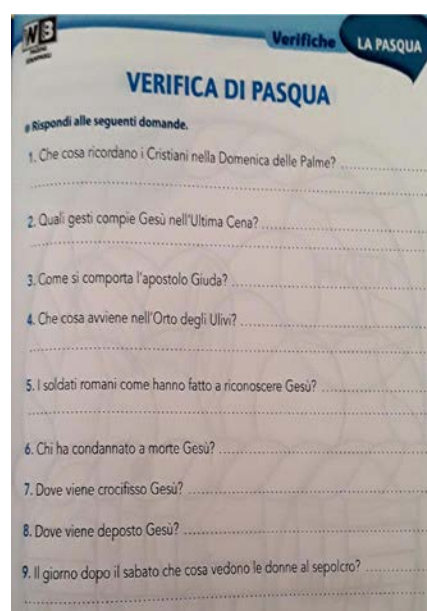 Verifiche LA PASQUA
VERIFICA DI PASQUA
Rispondi alle seguenti domande.
1. Che cosa ricordano i Cristiani nella Domenica delle Palme?
2. Quali gesti compie Gesù nell'Ultima Cena?
3. Come si comporta l'apostolo Giuda?
4. Che cosa avviene nell'Orto degli Ulivi?
5. I soldati romani come hanno fatto a riconoscere Gesù?
6. Chi ha condannato a morte Gesù?
7. Dove viene crocifisso Gesù?
8. Dove viene deposto Gesù?
9. Il giorno dopo il sabato che cosa vedono le donne al sepolcro?